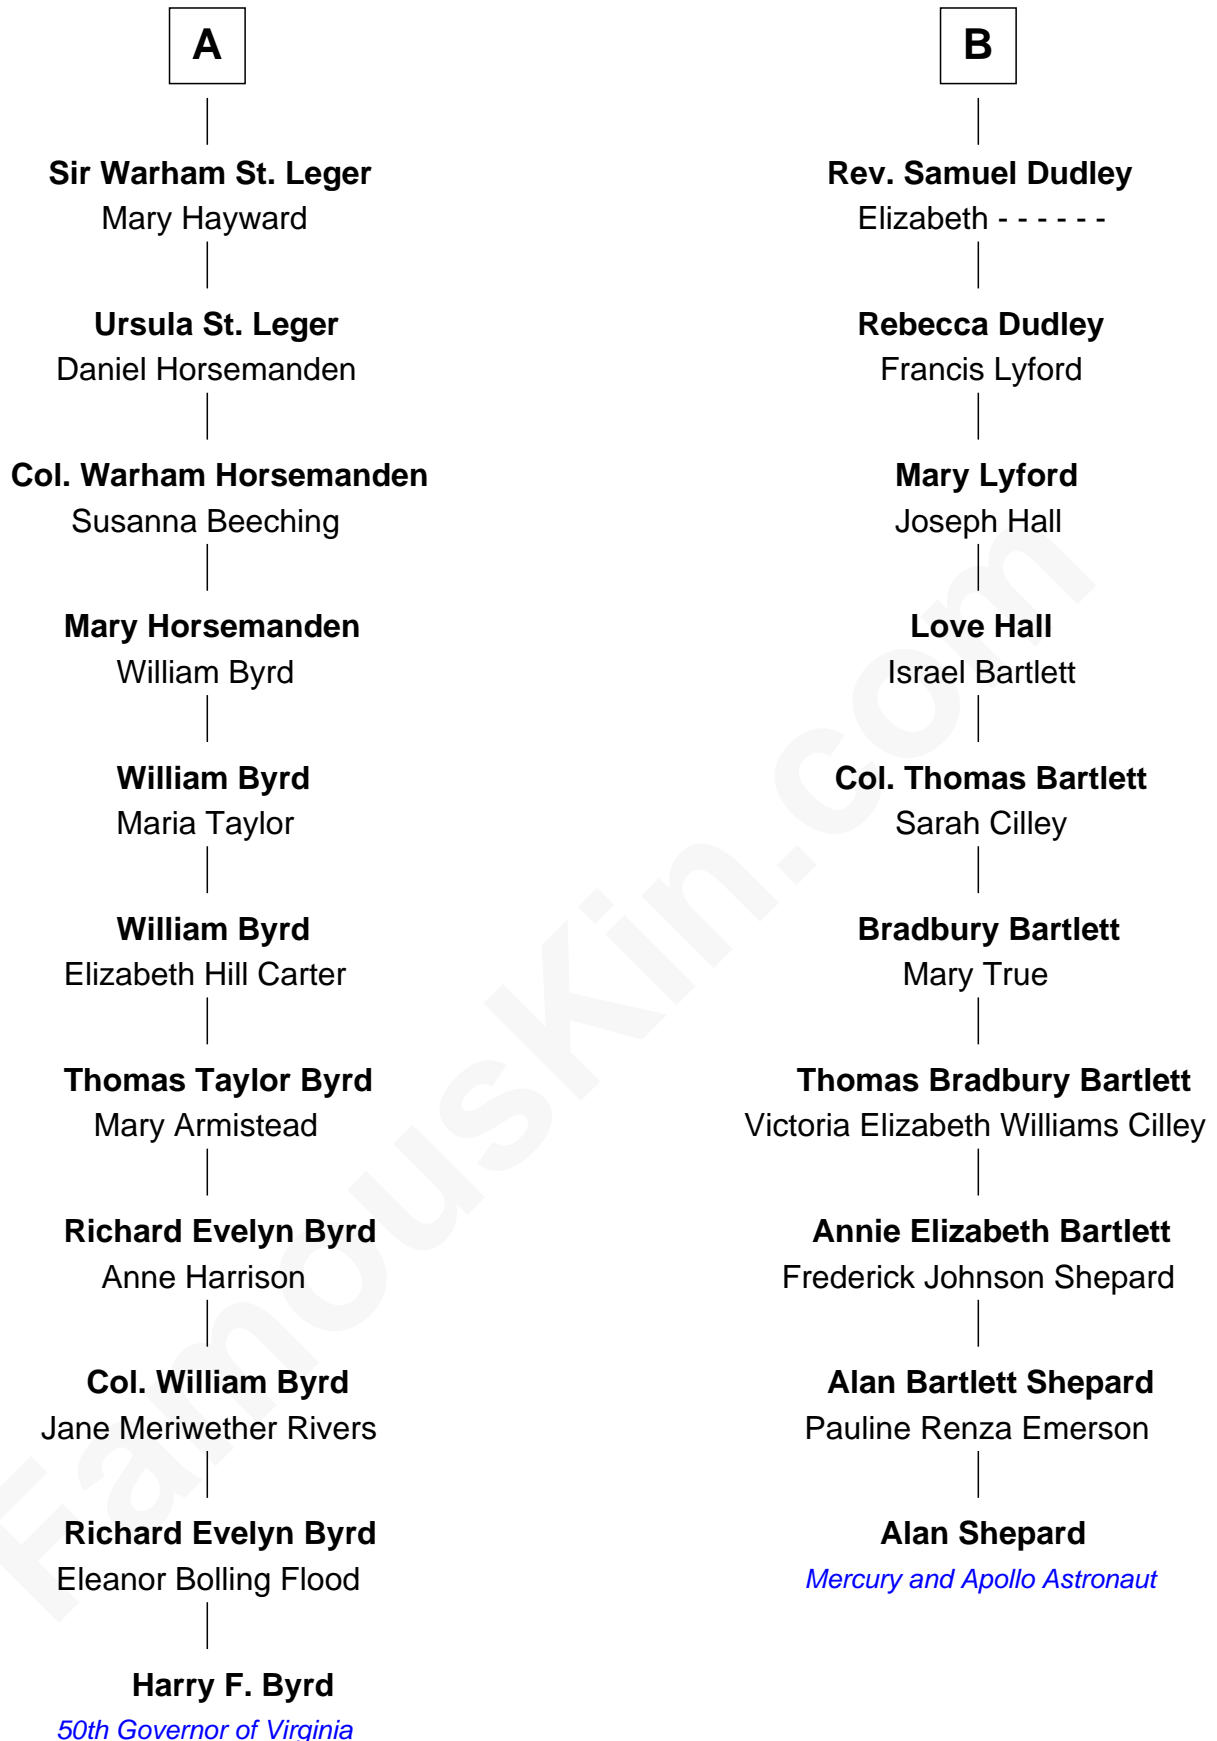 A
Sir Warham St. Leger
Mary Hayward
Ursula St. Leger
Daniel Horsemanden
Col. Warham Horsemanden
Susanna Beeching
Mary Horsemanden
William Byrd
William Byrd
Maria Taylor
William Byrd
Elizabeth Hill Carter
Thomas Taylor Byrd
Mary Armistead
Richard Evelyn Byrd
Anne Harrison
Col. William Byrd
Jane Meriwether Rivers
Richard Evelyn Byrd
Eleanor Bolling Flood
Harry F. Byrd
50th Governor of Virginia
B
Rev. Samuel Dudley
Elizabeth - - - - - -
Rebecca Dudley
Francis Lyford
Mary Lyford
Joseph Hall
Love Hall
Israel Bartlett
Col. Thomas Bartlett
Sarah Cilley
Bradbury Bartlett
Mary True
Thomas Bradbury Bartlett
Victoria Elizabeth Williams Cilley
Annie Elizabeth Bartlett
Frederick Johnson Shepard
Alan Bartlett Shepard
Pauline Renza Emerson
Alan Shepard
Mercury and Apollo Astronaut
FamousKin.com